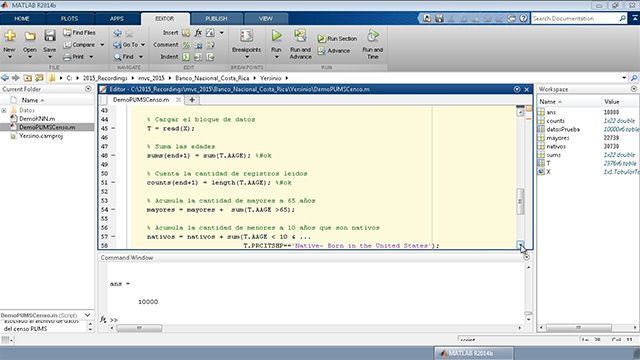 MATLAB R2014b
HOME PLOTS APPS EDITOR PUBLISH VIEW
Search Documentation
New Open Save Find Files Compare Print Go To Find Insert Comment Indent Breakpoints Run Run and Advance Run Section Advance Run and Time
FILE NAVIGATE EDIT BREAKPOINTS RUN
C: 2015_Recordings mvc_2015 Banco_Nacional_Costa_Rica Yersinio
Current Folder
Name
Datos
DemoKNN.m
DemoPUMSCenso.m
Yersino.camproj
DemoPUMSCenso.m
asociado al archivo de datos
del censo PUMS
Editor - C:\2015_Recordings\mvc_2015\Banco_Nacional_Costa_Rica\Yersinio\DemoPUMSCenso.m
DemoPUMSCenso.m
43
44 % Cargar el bloque de datos
45 T = read(X);
46
47 % Suma las edades
48 sums(end+1) = sum(T.AAGE); %#ok
49
50 % Cuenta la cantidad de registros leidos
51 counts(end+1) = length(T.AAGE); %#ok
52
53 % Acumula la cantidad de mayores a 65 años
54 mayores = mayores + sum(T.AAGE >65);
55
56 % Acumula la cantidad de menores a 10 años que son nativos
57 nativos = nativos + sum(T.AAGE < 10 & ...
58 T.PRCITSHP=='Native- Born in the United States');
Command Window
ans =
10000
fx >>
Workspace
Name Value
ans 10000
counts 1x22 double
datosPrueba 10000x6 table
mayores 22739
nativos 30730
sums 1x22 double
T 2376x6 table
X
script
MATLAB R2014b